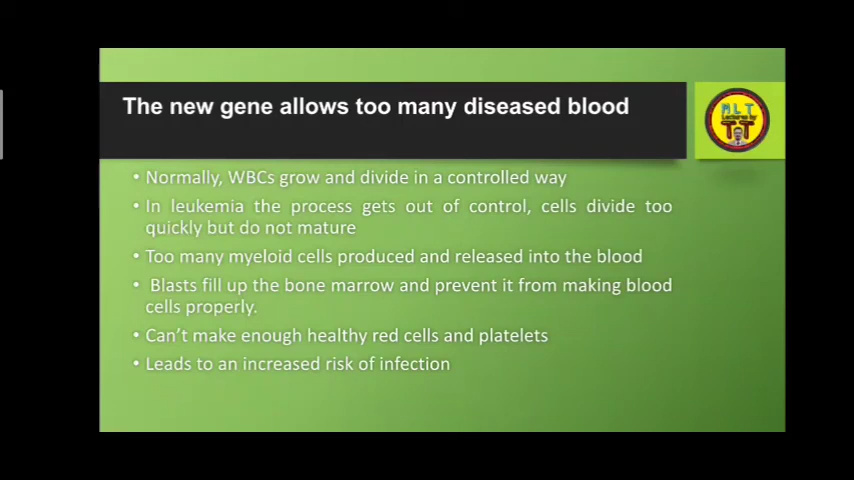 The new gene allows too many diseased blood
MLT
Lectures by
TT
• Normally, WBCs grow and divide in a controlled way
• In leukemia the process gets out of control, cells divide too
quickly but do not mature
• Too many myeloid cells produced and released into the blood
• Blasts fill up the bone marrow and prevent it from making blood
cells properly.
• Can’t make enough healthy red cells and platelets
• Leads to an increased risk of infection